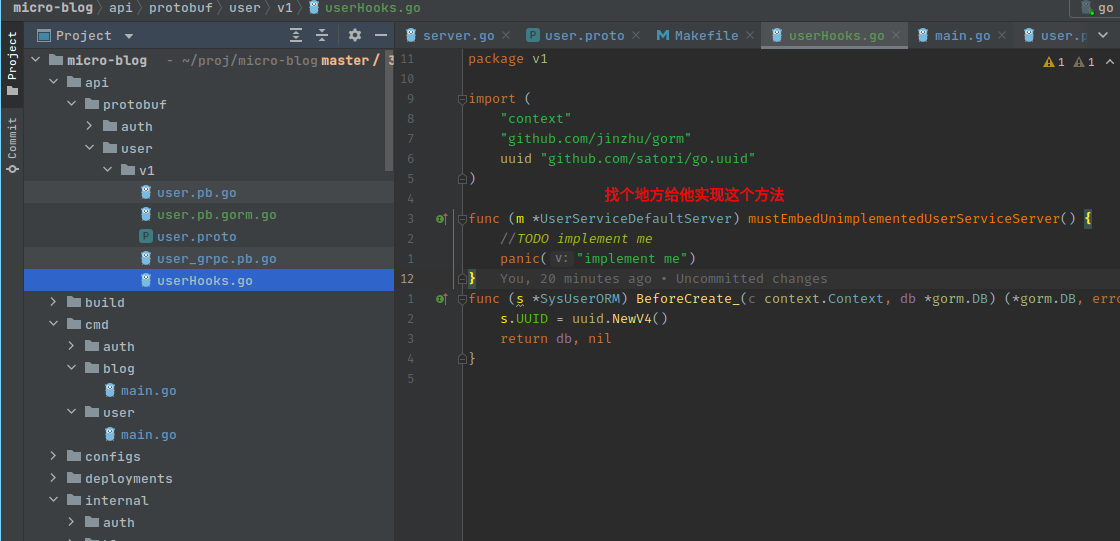 micro-blog 〉 api 〉 protobuf 〉 user 〉 v1 〉 userHooks.go
go
Project
server.go × user.proto × Makefile × userHooks.go × main.go × user.p
Project
Commit
micro-blog - ~/proj/micro-blog master / 3
api
protobuf
auth
user
v1
user.pb.go
user.pb.gorm.go
user.proto
user_grpc.pb.go
userHooks.go
build
cmd
auth
blog
main.go
user
main.go
configs
deployments
internal
auth
11 package v1
1 1
10
9 import (
8 "context"
7 "github.com/jinzhu/gorm"
6 uuid "github.com/satori/go.uuid"
5 )
4 找个地方给他实现这个方法
3 func (m *UserServiceDefaultServer) mustEmbedUnimplementedUserServiceServer() {
2 //TODO implement me
1 panic( v: "implement me")
12 } You, 20 minutes ago • Uncommitted changes
1 func (s *SysUserORM) BeforeCreate_(c context.Context, db *gorm.DB) (*gorm.DB, erro
2 s.UUID = uuid.NewV4()
3 return db, nil
4 }
5